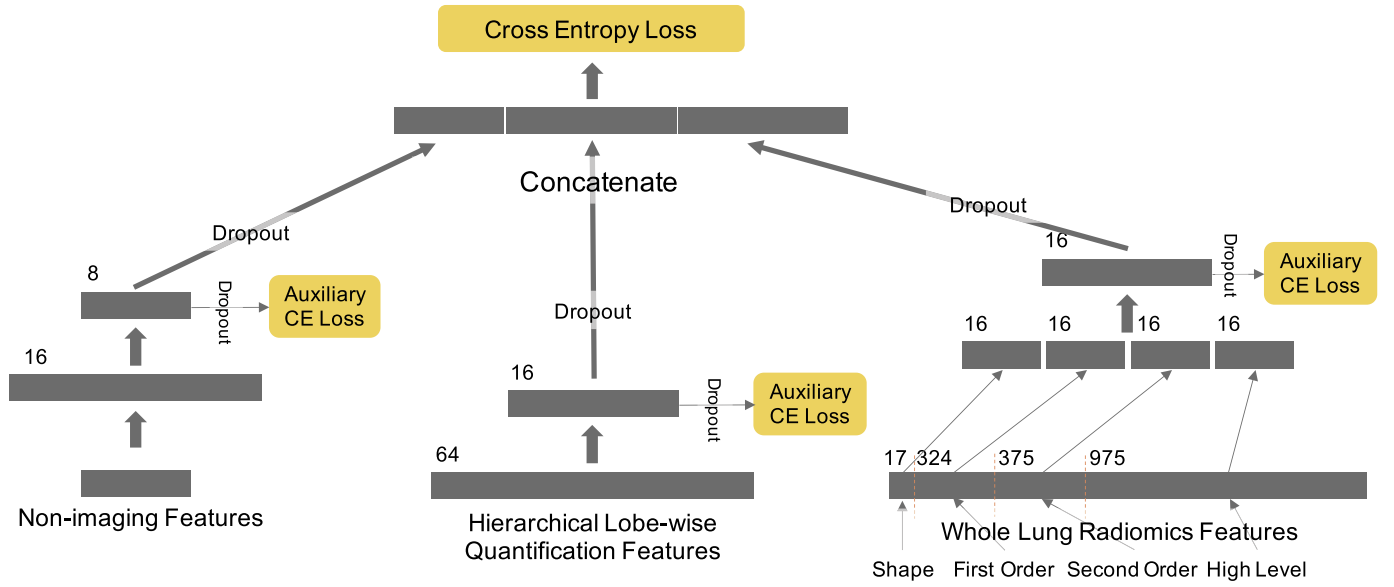 Cross Entropy Loss
Concatenate
Dropout
Dropout
Dropout
8
Dropout
Auxiliary
CE Loss
16
Non-imaging Features
16
Dropout
Auxiliary
CE Loss
64
Hierarchical Lobe-wise
Quantification Features
16
Dropout
Auxiliary
CE Loss
16 16 16 16
17 324 375 975
Whole Lung Radiomics Features
Shape First Order Second Order High Level